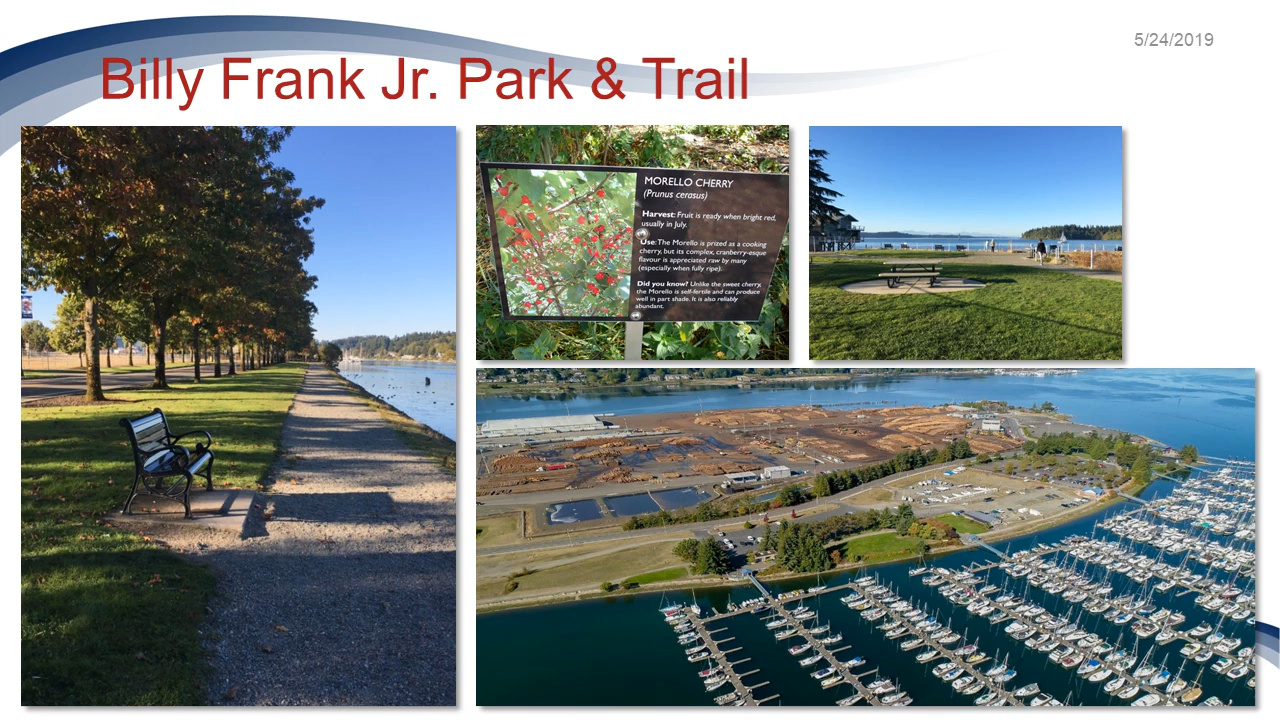 5/24/2019
Billy Frank Jr. Park & Trail
MORELLO CHERRY
(Prunus cerasus)
Harvest: Fruit is ready when bright red,
usually in July.
Use: The Morello is prized as a cooking
cherry, but its complex, cranberry-esque
flavour is appreciated raw by many
(especially when fully ripe).
Did you know? Unlike the sweet cherry,
the Morello is self-fertile and can produce
well in part shade. It is also reliably
abundant.